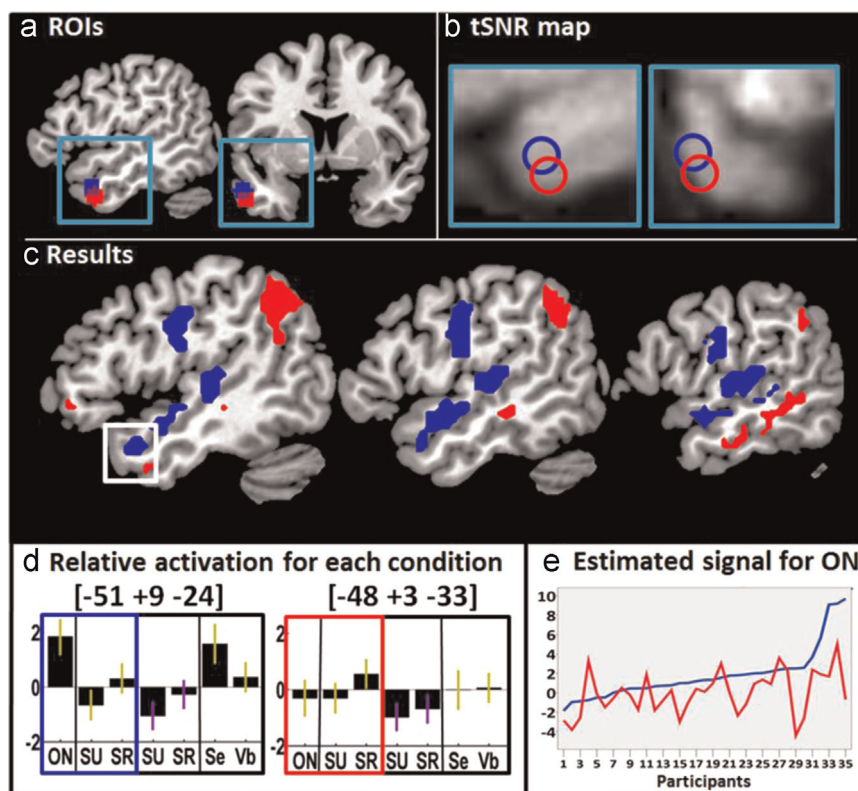 a ROIs
b tSNR map
c Results
d Relative activation for each condition
[-51 +9 -24]
[-48 +3 -33]
2
0
-2
ON SU SR SU SR Se Vb
2
0
-2
ON SU SR SU SR Se Vb
e Estimated signal for ON
10
8
6
4
2
0
-2
-4
1 3 5 7 9 11 13 15 17 19 21 23 25 27 29 31 33 35
Participants